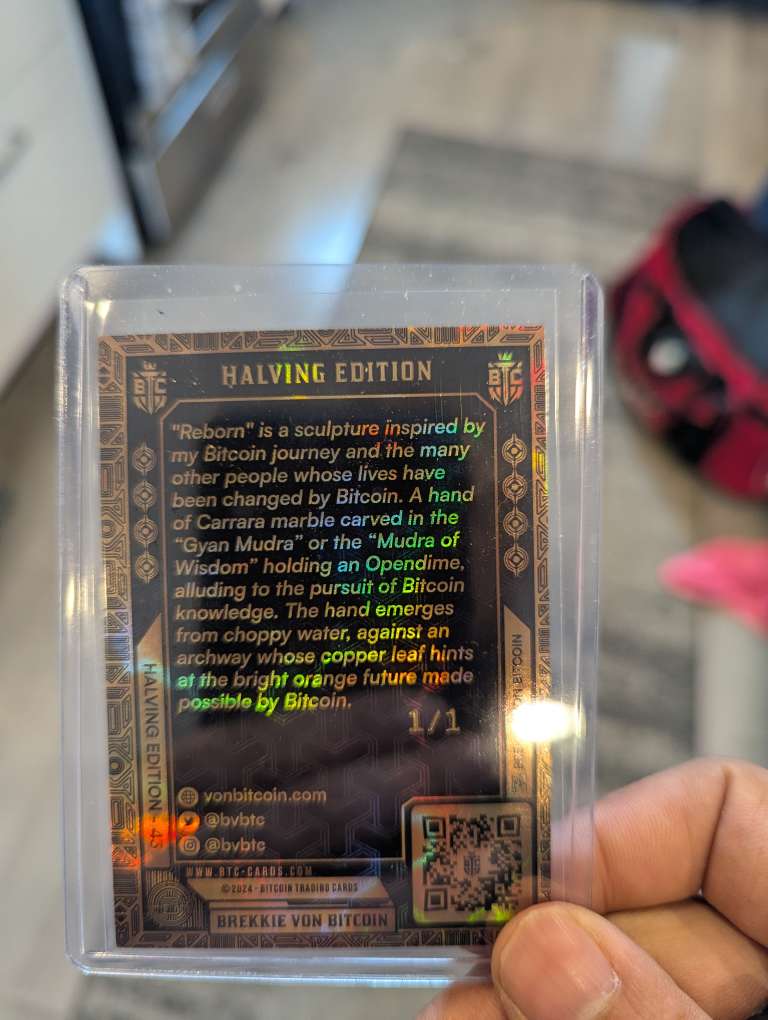 BTC
HALVING EDITION
BTC
"Reborn" is a sculpture inspired by
my Bitcoin journey and the many
other people whose lives have
been changed by Bitcoin. A hand
of Carrara marble carved in the
“Gyan Mudra” or the “Mudra of
Wisdom” holding an Opendime,
alluding to the pursuit of Bitcoin
knowledge. The hand emerges
from choppy water, against an
archway whose copper leaf hints
at the bright orange future made
possible by Bitcoin.
1/1
HALVING EDITION - 43
vonbitcoin.com
@bvbtc
@bvbtc
WWW.BTC-CARDS.COM
©2024 - BITCOIN TRADING CARDS
BREKKIE VON BITCOIN